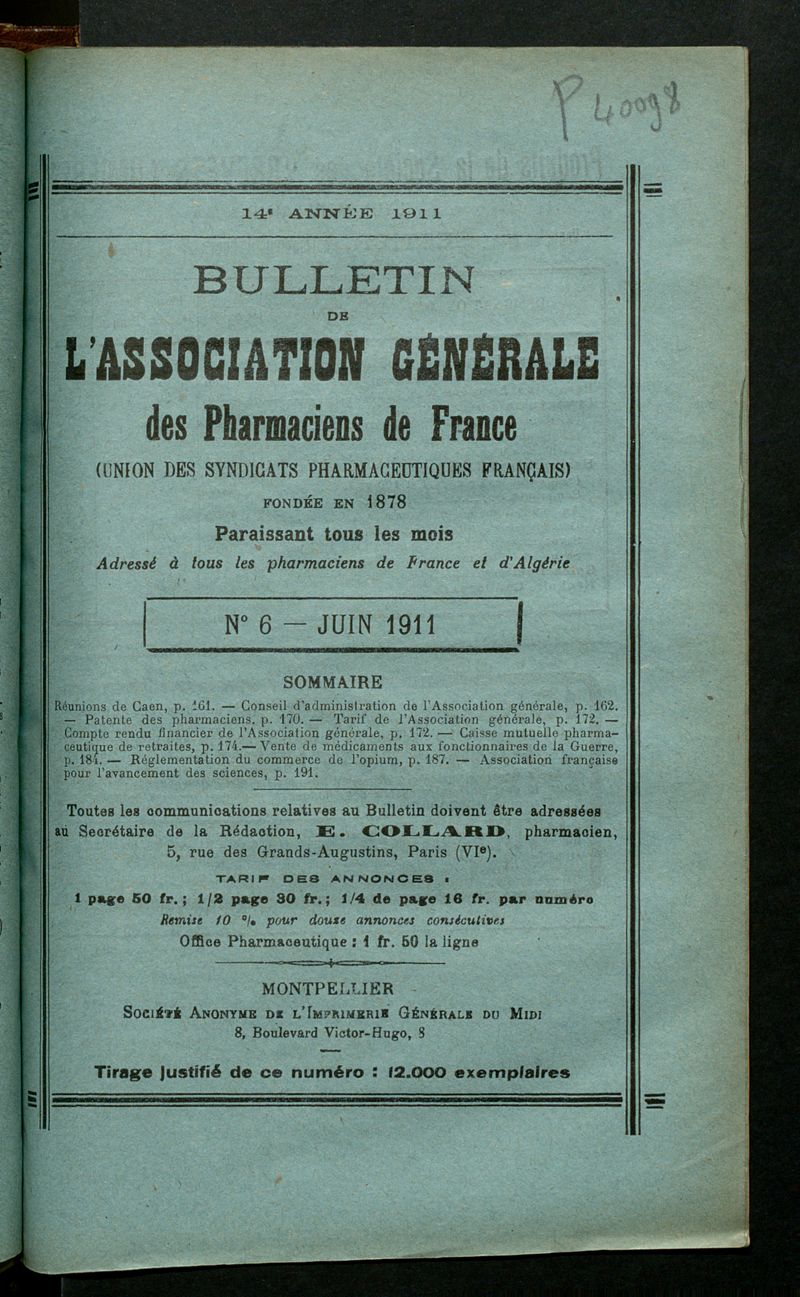 P 40098
14e ANNÉE 1911
BULLETIN
DE
L'ASSOCIATION GÉNÉRALE
des Pharmaciens de France
(UNION DES SYNDICATS PHARMACEUTIQUES FRANÇAIS)
FONDÉE EN 1878
Paraissant tous les mois
Adressé à tous les pharmaciens de France et d'Algérie
N° 6 — JUIN 1911
SOMMAIRE
Réunions de Caen, p. 161. — Conseil d'administration de l'Association générale, p. 162.
— Patente des pharmaciens, p. 170. — Tarif de l'Association générale, p. 172. —
Compte rendu financier de l'Association générale, p. 172. — Caisse mutuelle pharma-
ceutique de retraites, p. 174. — Vente de médicaments aux fonctionnaires de la Guerre,
p. 184. — Réglementation du commerce de l'opium, p. 187. — Association française
pour l'avancement des sciences, p. 191.
Toutes les communications relatives au Bulletin doivent être adressées
au Secrétaire de la Rédaction, E. COLLARD, pharmacien,
5, rue des Grands-Augustins, Paris (VIe).
TARIF DES ANNONCES :
1 page 50 fr.; 1/2 page 30 fr.; 1/4 de page 16 fr. par numéro
Remise 10 % pour douze annonces consécutives
Office Pharmaceutique : 1 fr. 50 la ligne
MONTPELLIER
SOCIÉTÉ ANONYME DE L'IMPRIMERIE GÉNÉRALE DU MIDI
8, Boulevard Victor-Hugo, 8
Tirage justifié de ce numéro : 12.000 exemplaires